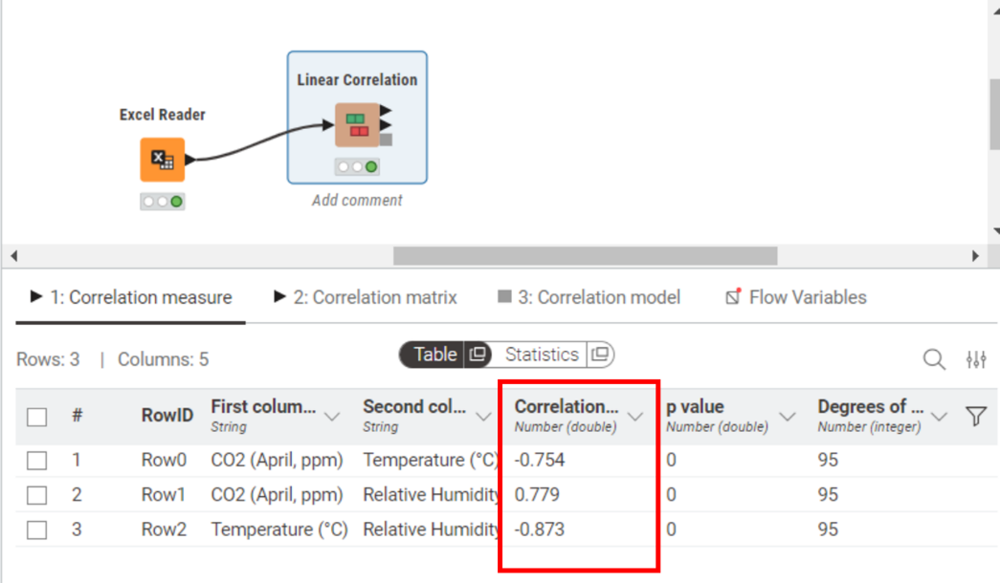 Linear Correlation
Excel Reader
Add comment
1: Correlation measure 2: Correlation matrix 3: Correlation model Flow Variables
Rows: 3 | Columns: 5 Table Statistics
# RowID First colum... Second col... Correlation... p value Degrees of ...
String String Number (double) Number (double) Number (integer)
1 Row0 CO2 (April, ppm) Temperature (°C) -0.754 0 95
2 Row1 CO2 (April, ppm) Relative Humidity 0.779 0 95
3 Row2 Temperature (°C) Relative Humidity -0.873 0 95